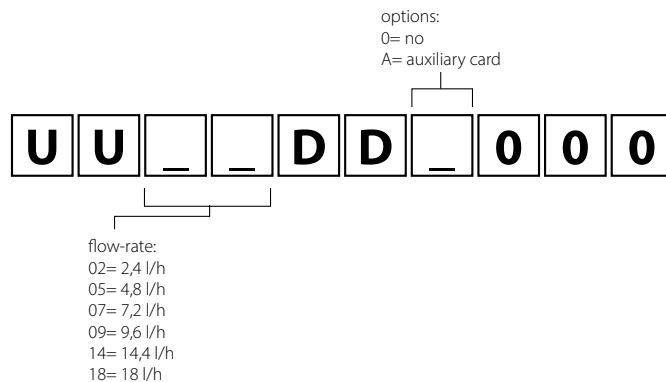 options:
0= no
A= auxiliary card
U U _ _ D D _ 0 0 0
flow-rate:
02= 2,4 l/h
05= 4,8 l/h
07= 7,2 l/h
09= 9,6 l/h
14= 14,4 l/h
18= 18 l/h